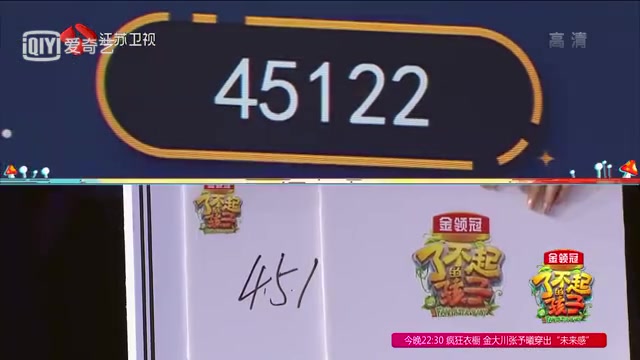 iQIYI 爱奇艺
江苏卫视
高清
45122
金领冠
了不起的孩子
451
金领冠
了不起的孩子
金领冠
了不起的孩子
今晚22:30 疯狂衣橱 金大川张予曦穿出“未来感”